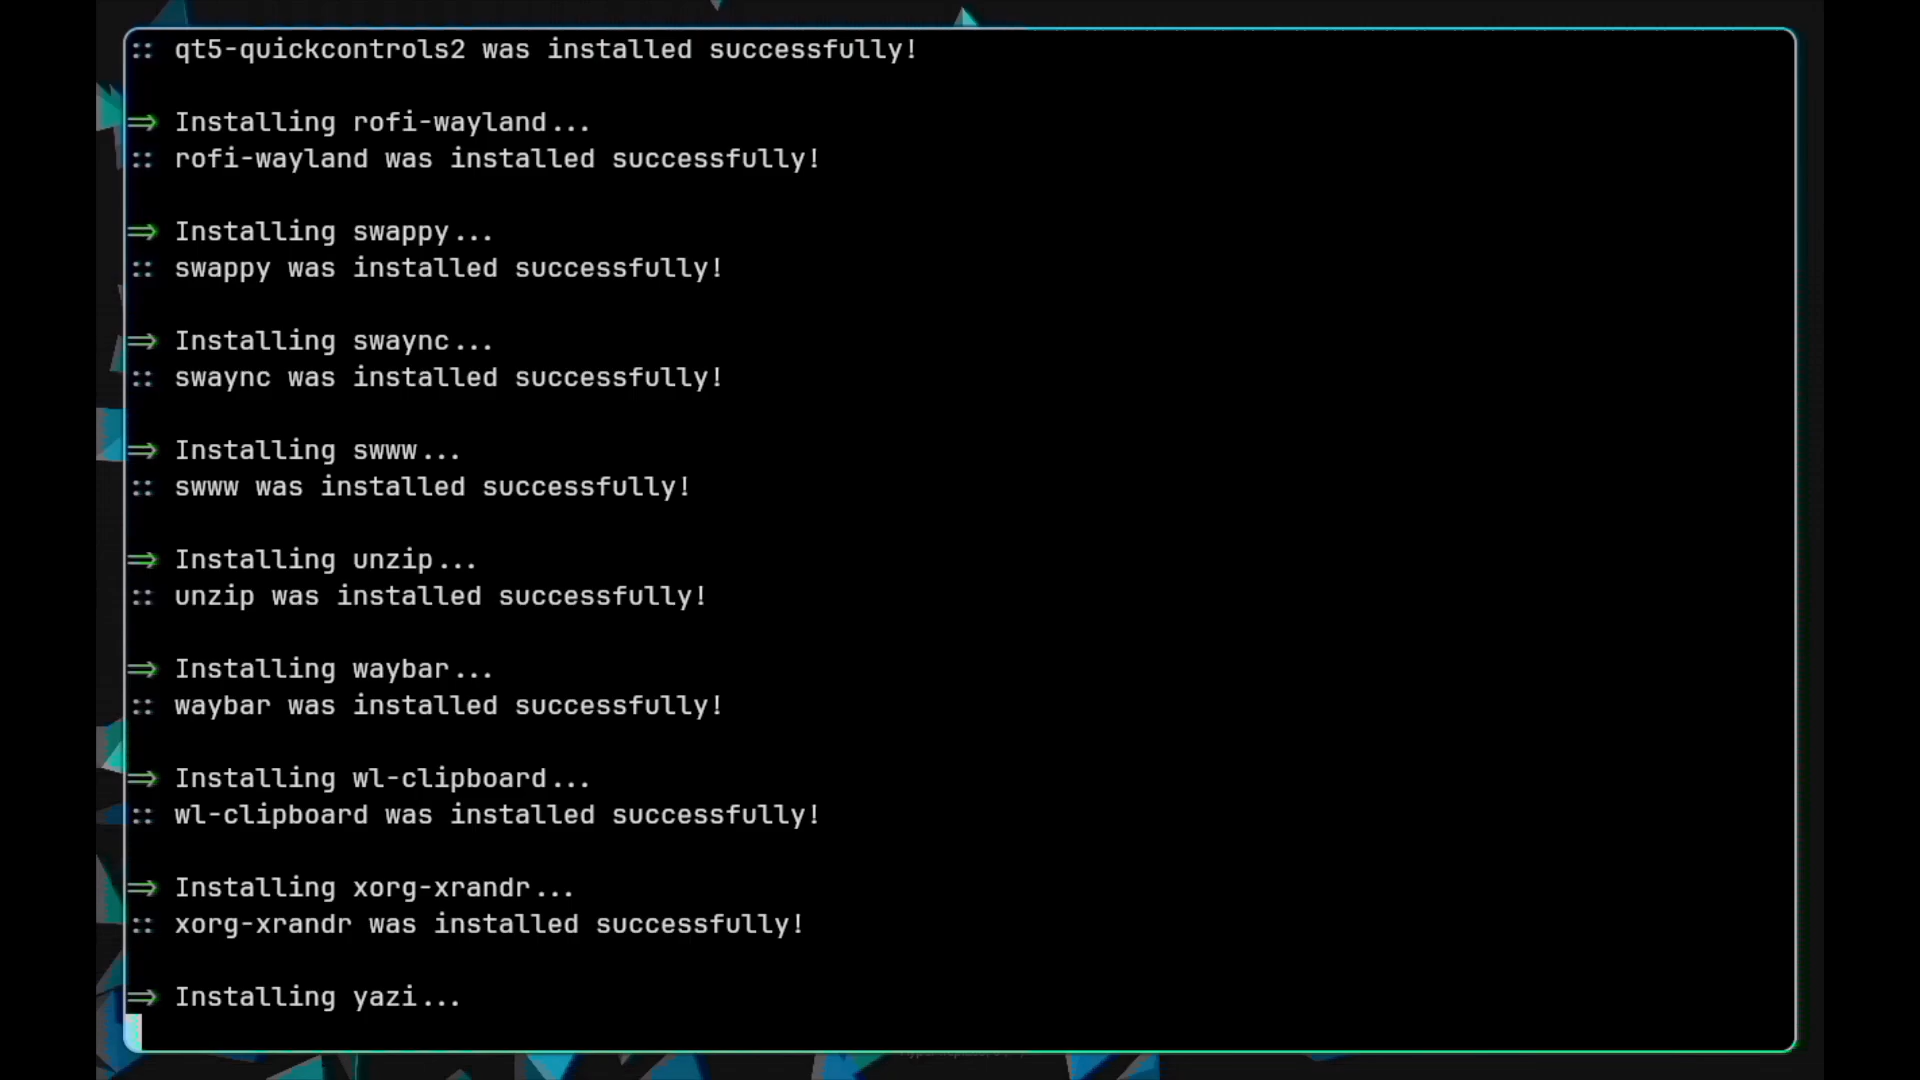 :: qt5-quickcontrols2 was installed successfully!
=> Installing rofi-wayland...
:: rofi-wayland was installed successfully!
=> Installing swappy...
:: swappy was installed successfully!
=> Installing swaync...
:: swaync was installed successfully!
=> Installing swww...
:: swww was installed successfully!
=> Installing unzip...
:: unzip was installed successfully!
=> Installing waybar...
:: waybar was installed successfully!
=> Installing wl-clipboard...
:: wl-clipboard was installed successfully!
=> Installing xorg-xrandr...
:: xorg-xrandr was installed successfully!
=> Installing yazi...